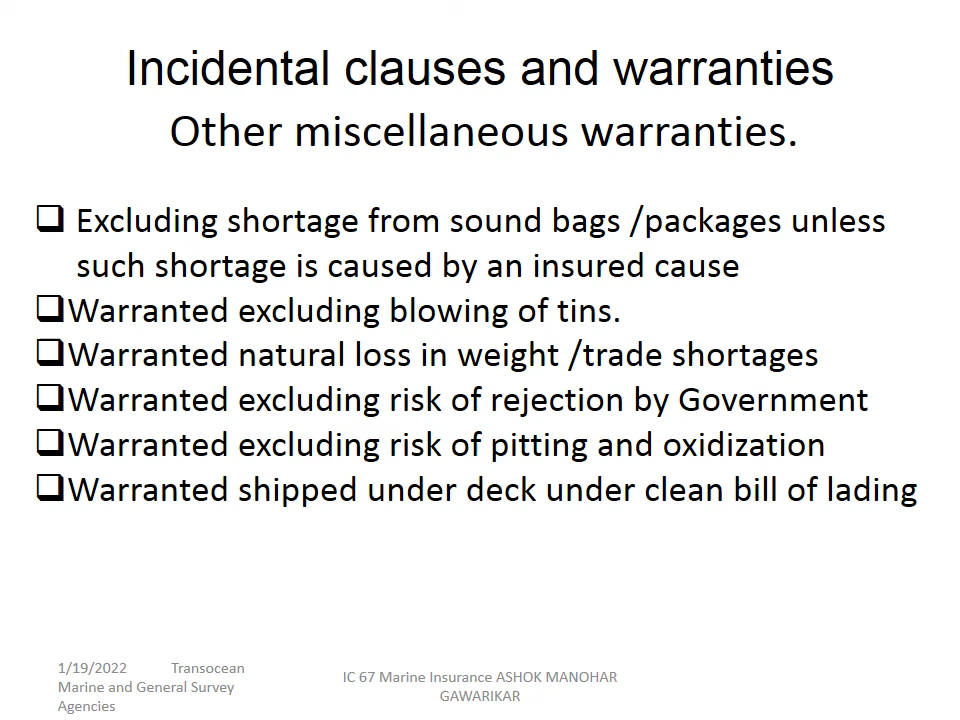 Incidental clauses and warranties
Other miscellaneous warranties.
❑ Excluding shortage from sound bags /packages unless
such shortage is caused by an insured cause
❑Warranted excluding blowing of tins.
❑Warranted natural loss in weight /trade shortages
❑Warranted excluding risk of rejection by Government
❑Warranted excluding risk of pitting and oxidization
❑Warranted shipped under deck under clean bill of lading
1/19/2022 Transocean
Marine and General Survey
Agencies
IC 67 Marine Insurance ASHOK MANOHAR
GAWARIKAR